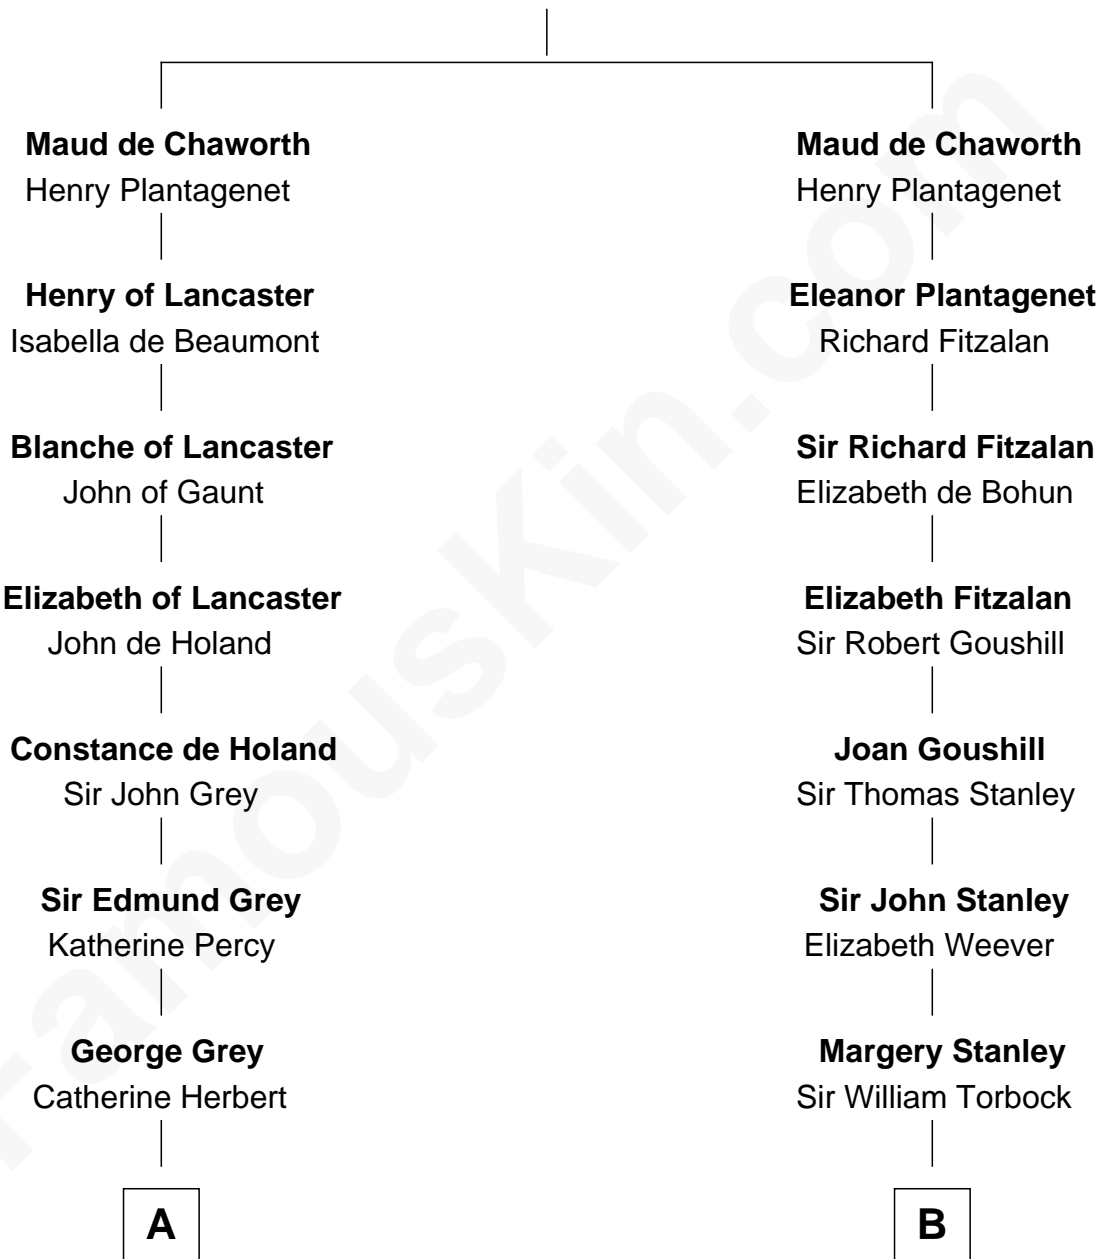 Maud de Chaworth
Henry Plantagenet
Henry of Lancaster
Isabella de Beaumont
Blanche of Lancaster
John of Gaunt
Elizabeth of Lancaster
John de Holand
Constance de Holand
Sir John Grey
Sir Edmund Grey
Katherine Percy
George Grey
Catherine Herbert
A
Maud de Chaworth
Henry Plantagenet
Eleanor Plantagenet
Richard Fitzalan
Sir Richard Fitzalan
Elizabeth de Bohun
Elizabeth Fitzalan
Sir Robert Goushill
Joan Goushill
Sir Thomas Stanley
Sir John Stanley
Elizabeth Weever
Margery Stanley
Sir William Torbock
B
FamousKin.com